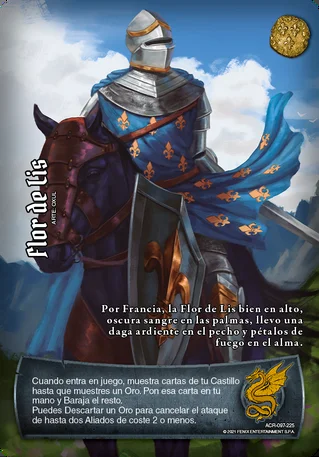 Flor de Lis
ARTE: OXUL
Por Francia, la Flor de Lis bien en alto,
oscura sangre en las palmas, llevo una
daga ardiente en el pecho y pétalos de
fuego en el alma.
Cuando entra en juego, muestra cartas de tu Castillo
hasta que muestres un Oro. Pon esa carta en tu
mano y Baraja el resto.
Puedes Descartar un Oro para cancelar el ataque
de hasta dos Aliados de coste 2 o menos.
ACR-097-225
© 2021 FENIX ENTERTAINMENT S.P.A.